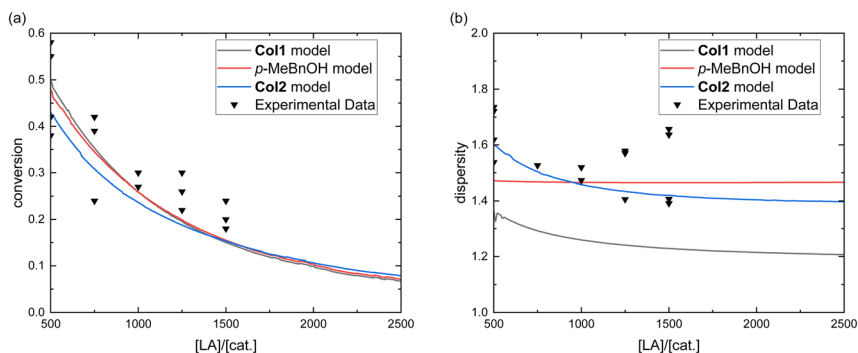 (a)
0.6
0.5
0.4
0.3
0.2
0.1
0.0
conversion
500
1000
1500
2000
2500
[LA]/[cat.]
Col1 model
p-MeBnOH model
Col2 model
Experimental Data
(b)
2.0
1.8
1.6
1.4
1.2
1.0
dispersity
500
1000
1500
2000
2500
[LA]/[cat.]
Col1 model
p-MeBnOH model
Col2 model
Experimental Data